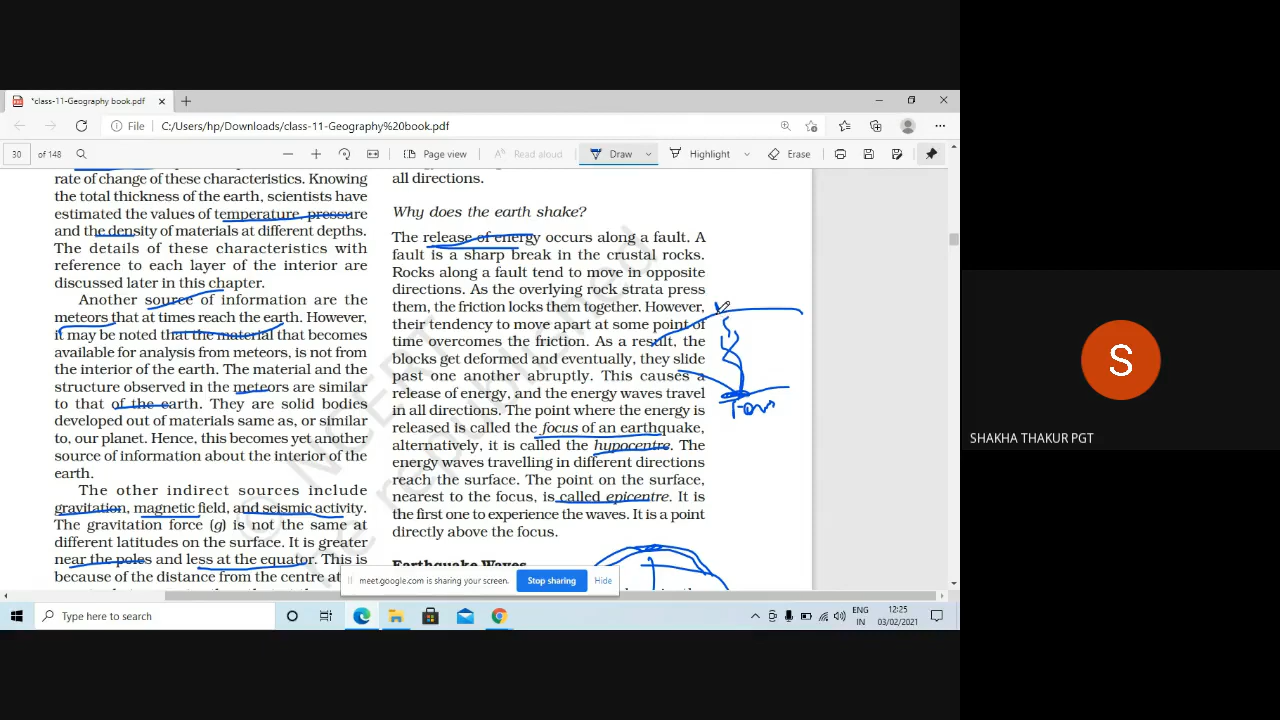 *class-11-Geography book.pdf
File C:/Users/hp/Downloads/class-11-Geography%20book.pdf
30 of 148 Page view Read aloud Draw Highlight Erase
rate of change of these characteristics. Knowing
the total thickness of the earth, scientists have
estimated the values of temperature, pressure
and the density of materials at different depths.
The details of these characteristics with
reference to each layer of the interior are
discussed later in this chapter.
Another source of information are the
meteors that at times reach the earth. However,
it may be noted that the material that becomes
available for analysis from meteors, is not from
the interior of the earth. The material and the
structure observed in the meteors are similar
to that of the earth. They are solid bodies
developed out of materials same as, or similar
to, our planet. Hence, this becomes yet another
source of information about the interior of the
earth.
The other indirect sources include
gravitation, magnetic field, and seismic activity.
The gravitation force (g) is not the same at
different latitudes on the surface. It is greater
near the poles and less at the equator. This is
because of the distance from the centre at
all directions.
Why does the earth shake?
The release of energy occurs along a fault. A
fault is a sharp break in the crustal rocks.
Rocks along a fault tend to move in opposite
directions. As the overlying rock strata press
them, the friction locks them together. However,
their tendency to move apart at some point of
time overcomes the friction. As a result, the
blocks get deformed and eventually, they slide
past one another abruptly. This causes a
release of energy, and the energy waves travel
in all directions. The point where the energy is
released is called the focus of an earthquake,
alternatively, it is called the hypocentre. The
energy waves travelling in different directions
reach the surface. The point on the surface,
nearest to the focus, is called epicentre. It is
the first one to experience the waves. It is a point
directly above the focus.
Earthquake Waves
© NCERT
republished
meet.google.com is sharing your screen. Stop sharing Hide
Type here to search
ENG
IN
12:25
03/02/2021
S
SHAKHA THAKUR PGT